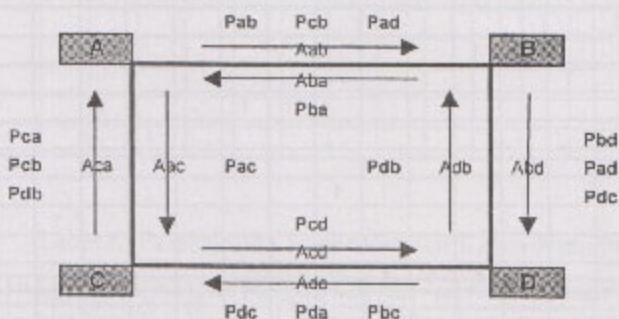 Pab Pcb Pad
A Aab B
Aba
Pba
Pca Pbd
Pcb Aca Aac Pac Pdb Adb Abd Pad
Pdb Pdc
Pcd
Acd
C Adc D
Pdc Pda Pbc